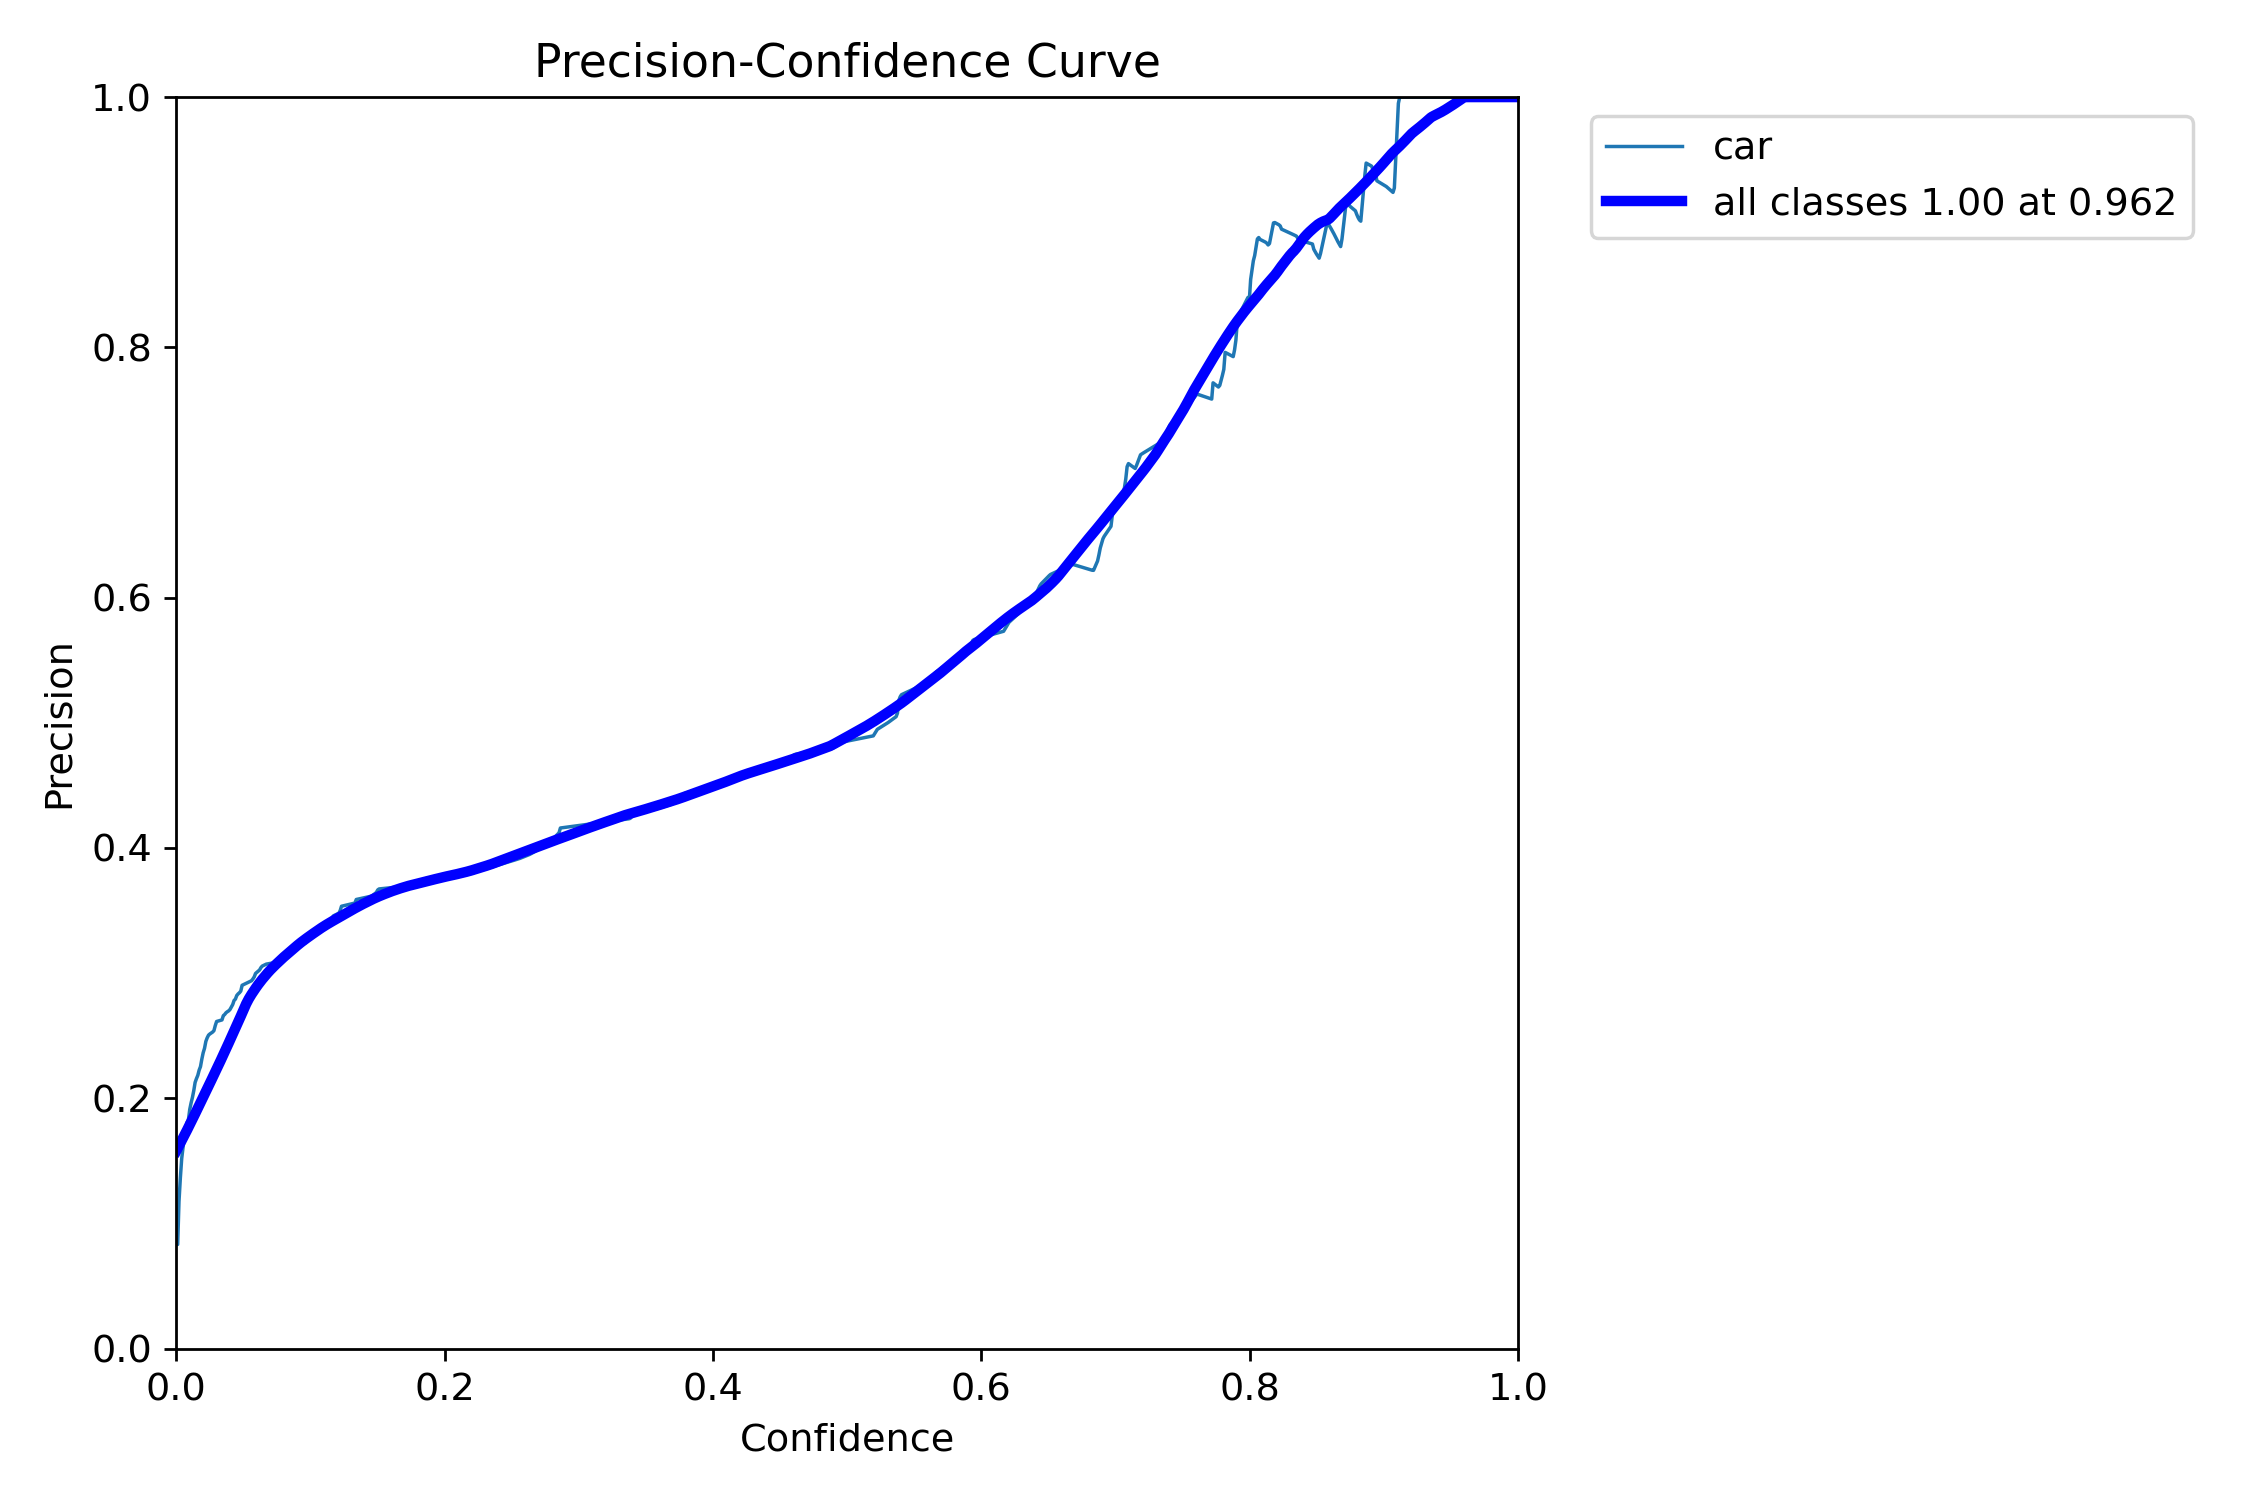 Precision-Confidence Curve
1.0
0.8
0.6
0.4
0.2
0.0
Precision
0.0 0.2 0.4 0.6 0.8 1.0
Confidence
car
all classes 1.00 at 0.962